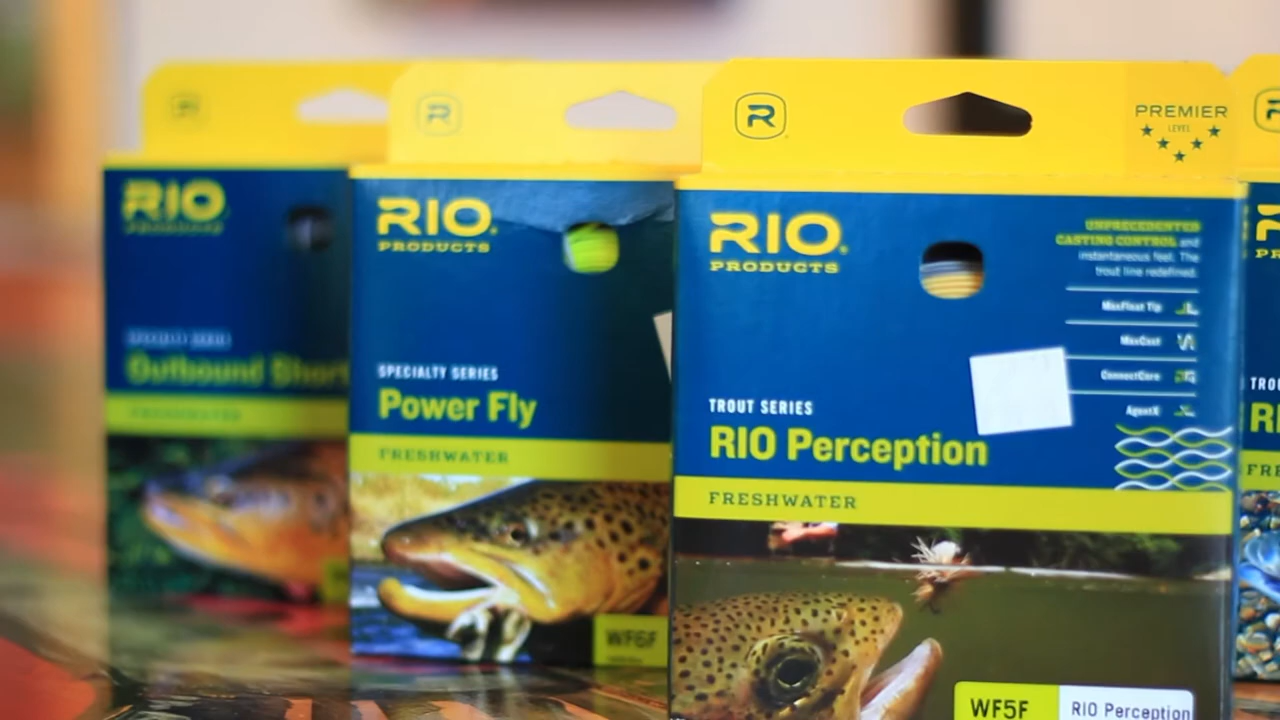 RIO
PRODUCTS
Outbound Short
FRESHWATER
RIO
PRODUCTS
SPECIALTY SERIES
Power Fly
FRESHWATER
WF6F
R
PREMIER
LEVEL
RIO
PRODUCTS
UNPRECEDENTED
CASTING CONTROL and
instantaneous feel. The
trout line redefined.
MaxFloat Tip
MaxCast
ConnectCore
AgentX
TROUT SERIES
RIO Perception
FRESHWATER
WF5F
RIO Perception